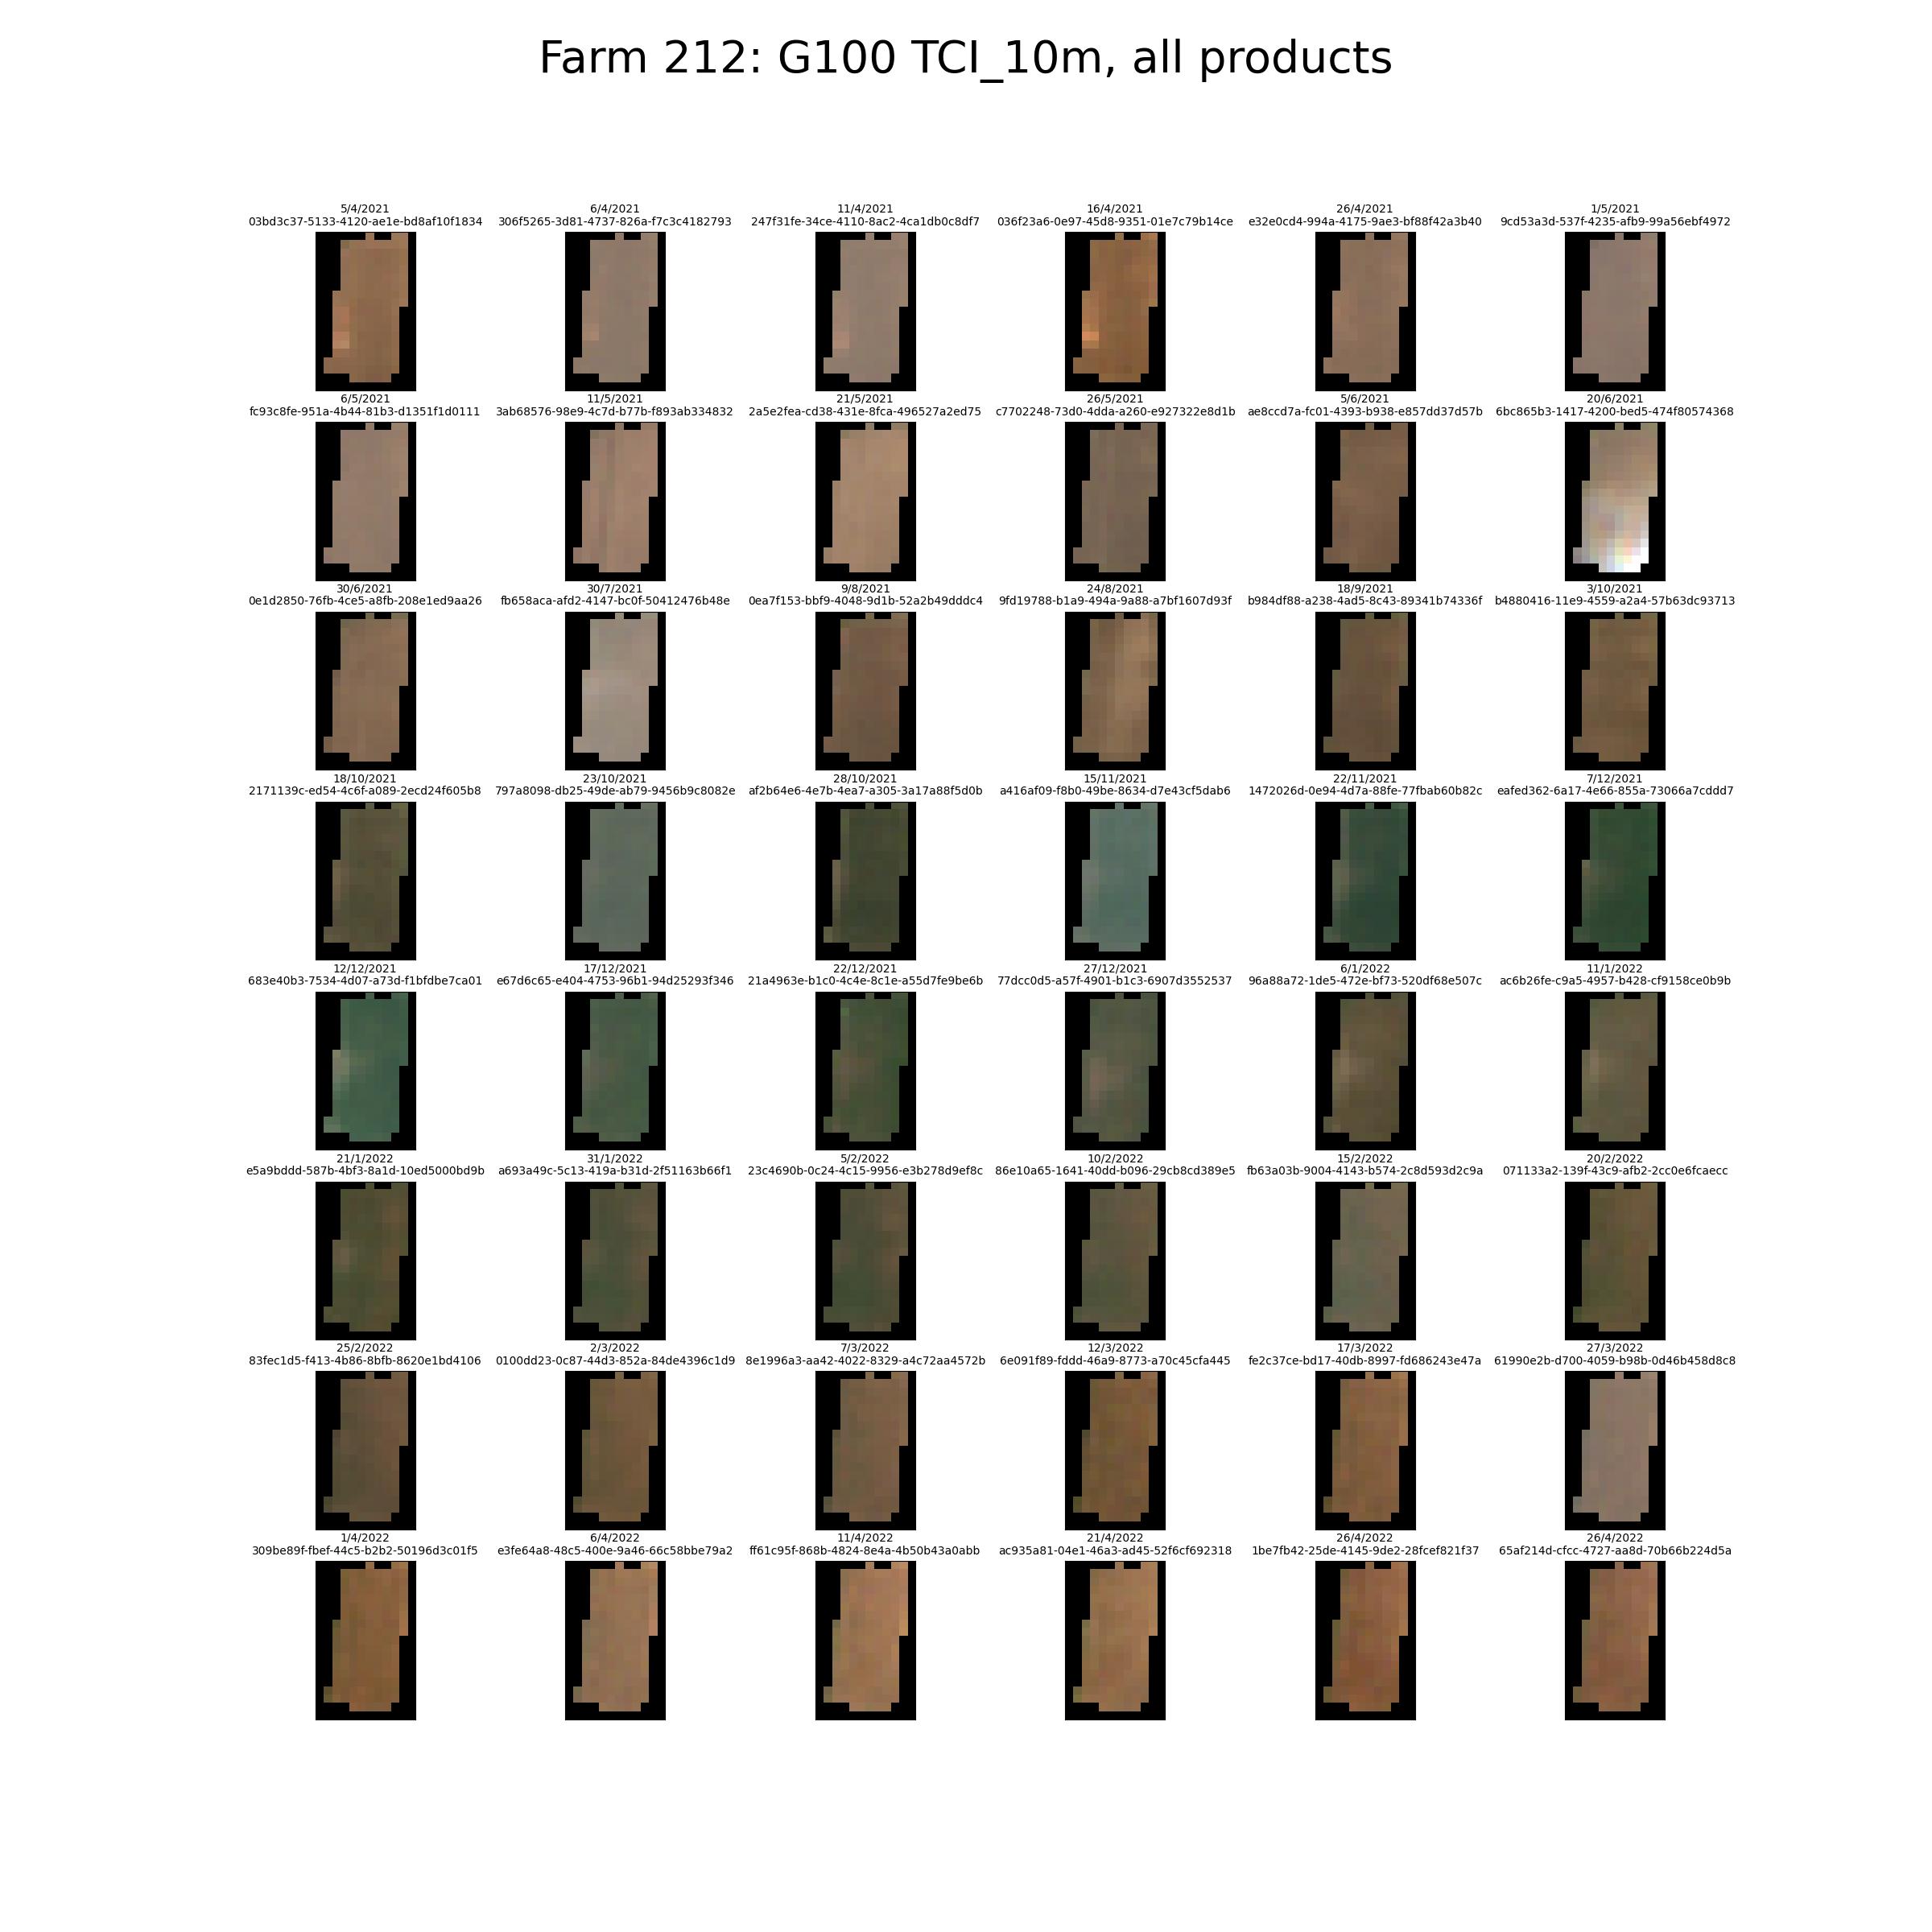 Farm 212: G100 TCI_10m, all products
5/4/2021 6/4/2021 11/4/2021 16/4/2021 26/4/2021 1/5/2021
03bd3c37-5133-4120-ae1e-bd8af10f1834 306f5265-3d81-4737-826a-f7c3c4182793 247f31fe-34ce-4110-8ac2-4ca1db0c8df7 036f23a6-0e97-45d8-9351-01e7c79b14ce e32e0cd4-994a-4175-9ae3-bf88f42a3b40 9cd53a3d-537f-4235-afb9-99a56ebf4972
6/5/2021 11/5/2021 21/5/2021 26/5/2021 5/6/2021 20/6/2021
fc93c8fe-951a-4b44-81b3-d1351f1d0111 3ab68576-98e9-4c7d-b77b-f893ab334832 2a5e2fea-cd38-431e-8fca-496527a2ed75 c7702248-73d0-4dda-a260-e927322e8d1b ae8ccd7a-fc01-4393-b938-e857dd37d57b 6bc865b3-1417-4200-bed5-474f80574368
30/6/2021 30/7/2021 9/8/2021 24/8/2021 18/9/2021 3/10/2021
0e1d2850-76fb-4ce5-a8fb-208e1ed9aa26 fb658aca-afd2-4147-bc0f-50412476b48e 0ea7f153-bbf9-4048-9d1b-52a2b49dddc4 9fd19788-b1a9-494a-9a88-a7bf1607d93f b984df88-a238-4ad5-8c43-89341b74336f b4880416-11e9-4559-a2a4-57b63dc93713
18/10/2021 23/10/2021 28/10/2021 15/11/2021 22/11/2021 7/12/2021
2171139c-ed54-4c6f-a089-2ecd24f605b8 797a8098-db25-49de-ab79-9456b9c8082e af2b64e6-4e7b-4ea7-a305-3a17a88f5d0b a416af09-f8b0-49be-8634-d7e43cf5dab6 1472026d-0e94-4d7a-88fe-77fbab60b82c eafed362-6a17-4e66-855a-73066a7cddd7
12/12/2021 17/12/2021 22/12/2021 27/12/2021 6/1/2022 11/1/2022
683e40b3-7534-4d07-a73d-f1bfdbe7ca01 e67d6c65-e404-4753-96b1-94d25293f346 21a4963e-b1c0-4c4e-8c1e-a55d7fe9be6b 77dcc0d5-a57f-4901-b1c3-6907d3552537 96a88a72-1de5-472e-bf73-520df68e507c ac6b26fe-c9a5-4957-b428-cf9158ce0b9b
21/1/2022 31/1/2022 5/2/2022 10/2/2022 15/2/2022 20/2/2022
e5a9bddd-587b-4bf3-8a1d-10ed5000bd9b a693a49c-5c13-419a-b31d-2f51163b66f1 23c4690b-0c24-4c15-9956-e3b278d9ef8c 86e10a65-1641-40dd-b096-29cb8cd389e5 fb63a03b-9004-4143-b574-2c8d593d2c9a 071133a2-139f-43c9-afb2-2cc0e6fcaecc
25/2/2022 2/3/2022 7/3/2022 12/3/2022 17/3/2022 27/3/2022
83fec1d5-f413-4b86-8bfb-8620e1bd4106 0100dd23-0c87-44d3-852a-84de4396c1d9 8e1996a3-aa42-4022-8329-a4c72aa4572b 6e091f89-fddd-46a9-8773-a70c45cfa445 fe2c37ce-bd17-40db-8997-fd686243e47a 61990e2b-d700-4059-b98b-0d46b458d8c8
1/4/2022 6/4/2022 11/4/2022 21/4/2022 26/4/2022 26/4/2022
309be89f-fbef-44c5-b2b2-50196d3c01f5 e3fe64a8-48c5-400e-9a46-66c58bbe79a2 ff61c95f-868b-4824-8e4a-4b50b43a0abb ac935a81-04e1-46a3-ad45-52f6cf692318 1be7fb42-25de-4145-9de2-28fcef821f37 65af214d-cfcc-4727-aa8d-70b66b224d5a